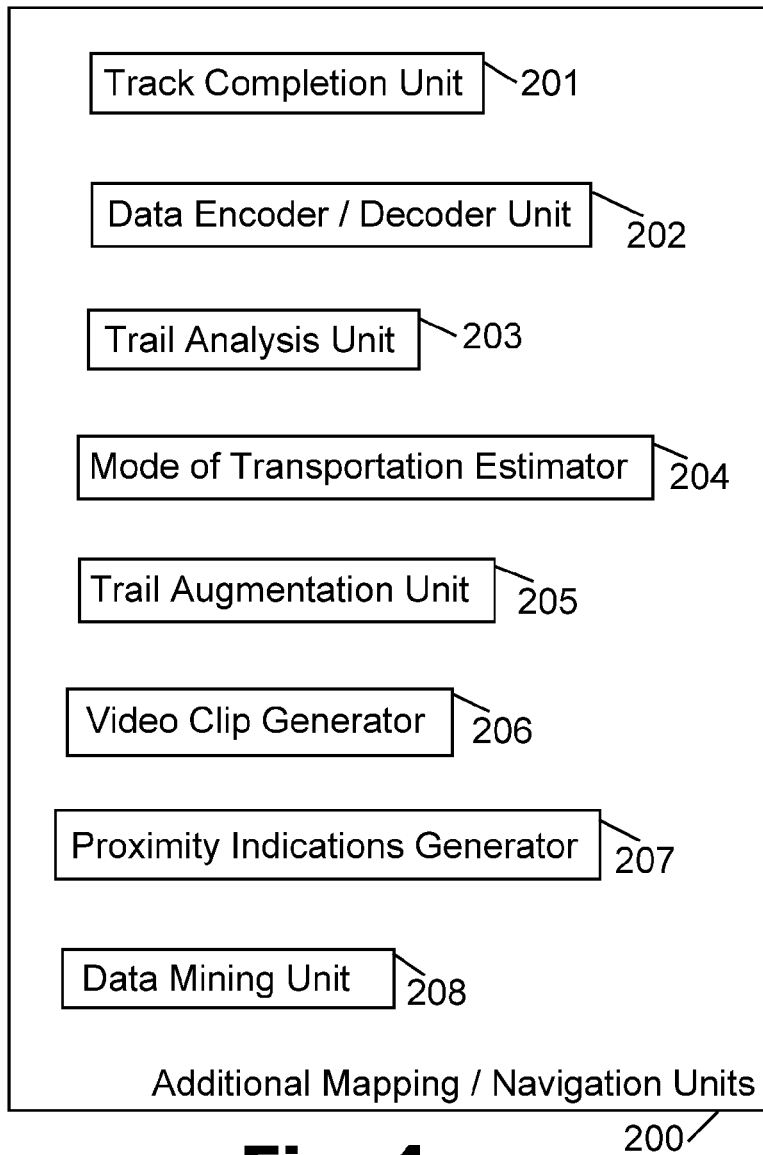 Track Completion Unit 201
Data Encoder / Decoder Unit 202
Trail Analysis Unit 203
Mode of Transportation Estimator 204
Trail Augmentation Unit 205
Video Clip Generator 206
Proximity Indications Generator 207
Data Mining Unit 208
Additional Mapping / Navigation Units
200